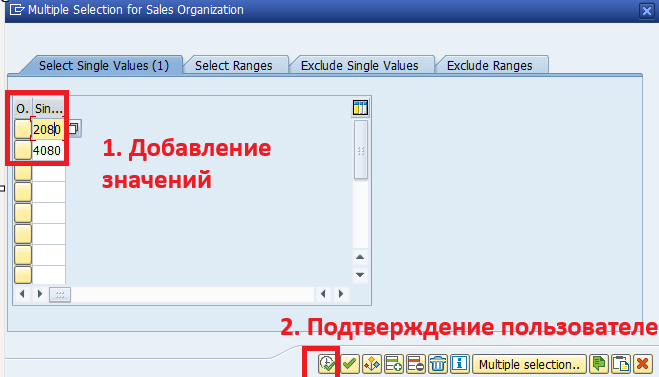 Multiple Selection for Sales Organization
Select Single Values (1) Select Ranges Exclude Single Values Exclude Ranges
O. Sin...
2080
4080
1. Добавление
значений
2. Подтверждение пользователе
Multiple selection..